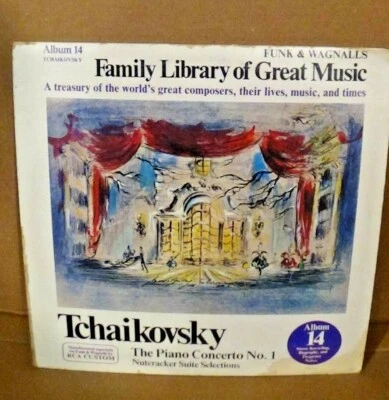 Album 14
TCHAIKOVSKY
FUNK & WAGNALLS
Family Library of Great Music
A treasury of the world's great composers, their lives, music, and times
Tchaikovsky
The Piano Concerto No. 1
Nutcracker Suite Selections
RCA CUSTOM
Album
14